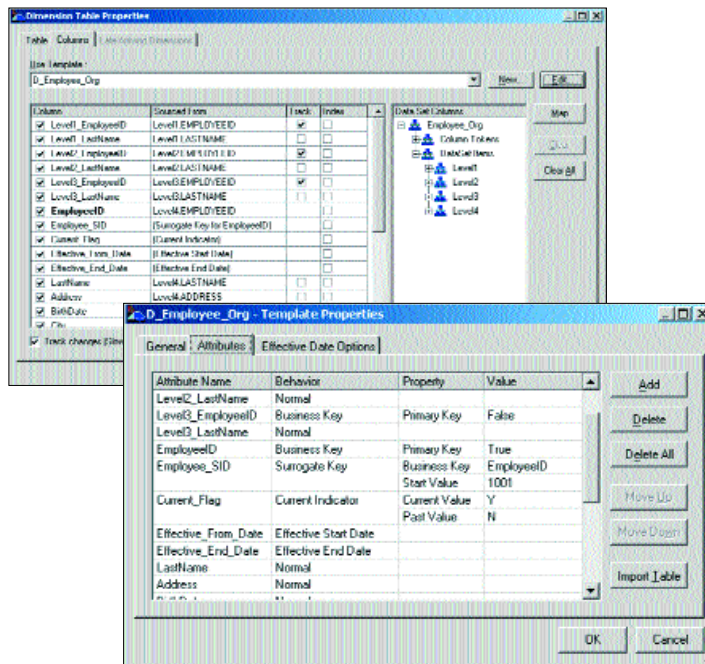 Dimension Table Properties
Table Columns Late Arriving Dimensions
Use Template:
D_Employee_Org New... Edit...
Column Sourced From Track Index
Level1_EmployeeID Level1.EMPLOYEEID
Level1_LastName Level1.LASTNAME
Level2_EmployeeID Level2.EMPLOYEEID
Level2_LastName Level2.LASTNAME
Level3_EmployeeID Level3.EMPLOYEEID
Level3_LastName Level3.LASTNAME
EmployeeID Level4.EMPLOYEEID
Employee_SID (Surrogate Key for EmployeeID)
Current_Flag (Current Indicator)
Effective_From_Date (Effective Start Date)
Effective_End_Date (Effective End Date)
LastName Level4.LASTNAME
Address Level4.ADDRESS
BirthDate
City
Track changes
Data Set Columns
Employee_Org
Column Tokens
DataSet Items
Level1
Level2
Level3
Level4
Map
Clear
Clear All
D_Employee_Org - Template Properties
General Attributes Effective Date Options
Attribute Name Behavior Property Value
Level2_LastName Normal
Level3_EmployeeID Business Key Primary Key False
Level3_LastName Normal
EmployeeID Business Key Primary Key True
Employee_SID Surrogate Key Business Key EmployeeID
Start Value 1001
Current_Flag Current Indicator Current Value Y
Past Value N
Effective_From_Date Effective Start Date
Effective_End_Date Effective End Date
LastName Normal
Address Normal
Add
Delete
Delete All
Move Up
Move Down
Import Table
OK Cancel